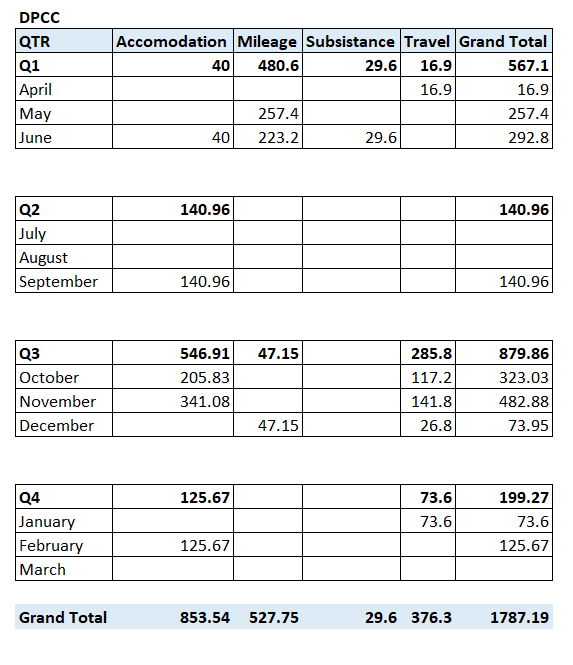 DPCC
QTR Accomodation Mileage Subsistance Travel Grand Total
Q1 40 480.6 29.6 16.9 567.1
April 16.9 16.9
May 257.4 257.4
June 40 223.2 29.6 292.8
Q2 140.96 140.96
July
August
September 140.96 140.96
Q3 546.91 47.15 285.8 879.86
October 205.83 117.2 323.03
November 341.08 141.8 482.88
December 47.15 26.8 73.95
Q4 125.67 73.6 199.27
January 73.6 73.6
February 125.67 125.67
March
Grand Total 853.54 527.75 29.6 376.3 1787.19